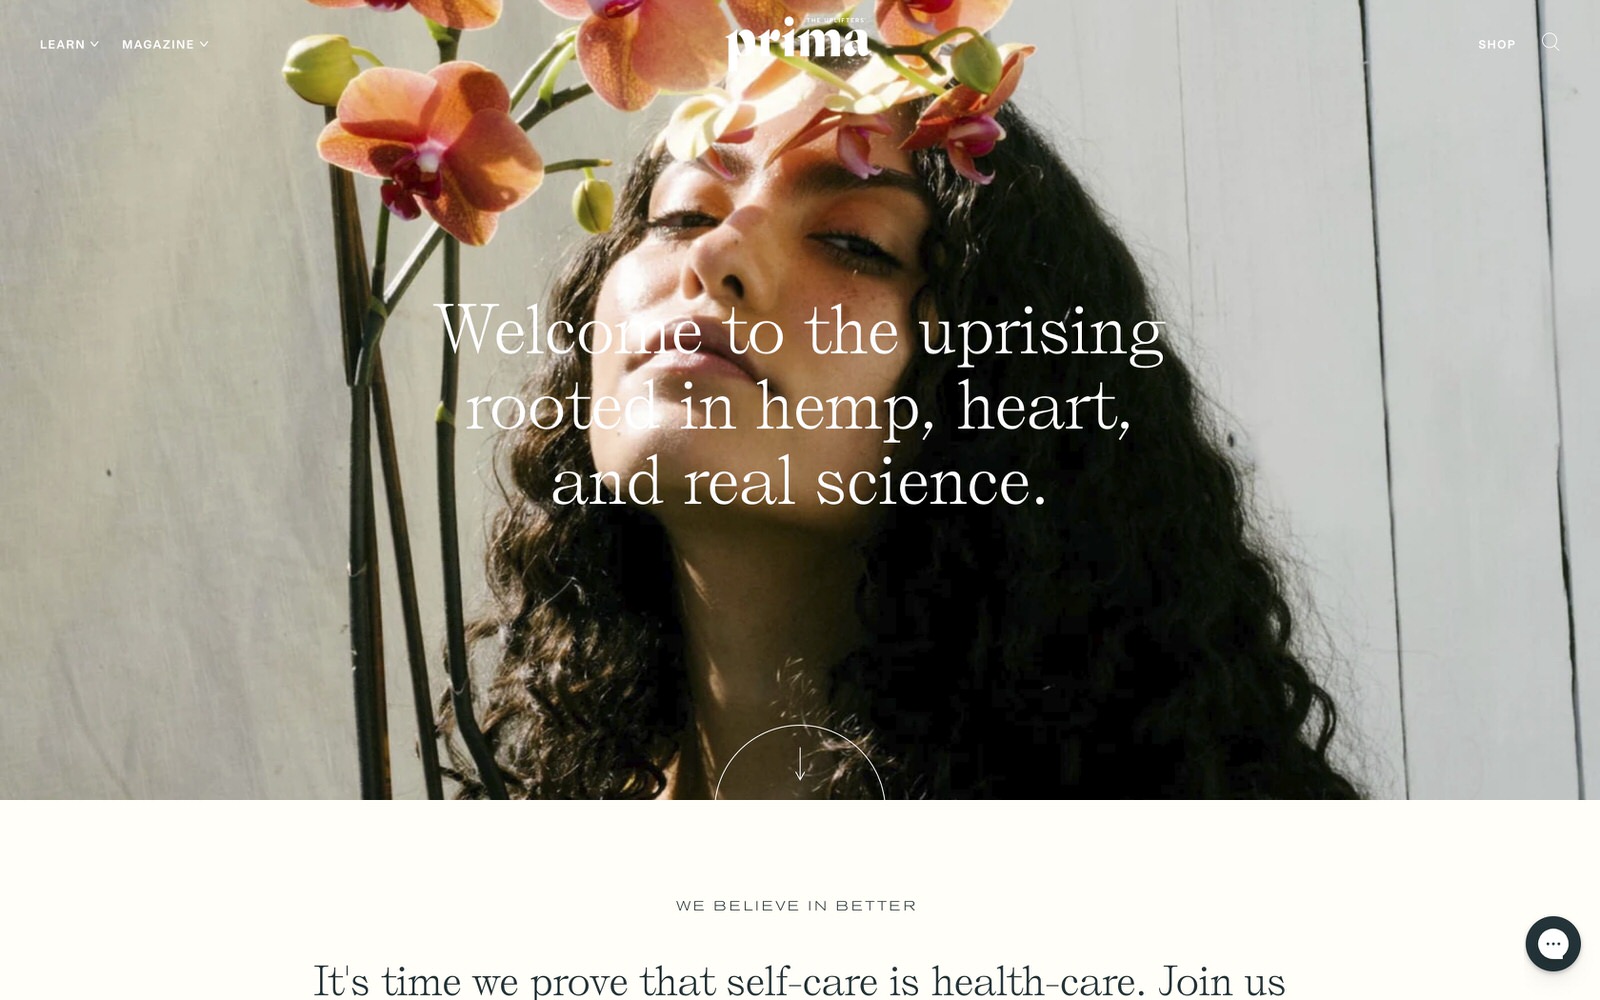 LEARN
MAGAZINE
THE UPLIFTERS'
prima
SHOP
Welcome to the uprising
rooted in hemp, heart,
and real science.
WE BELIEVE IN BETTER
It's time we prove that self-care is health-care. Join us